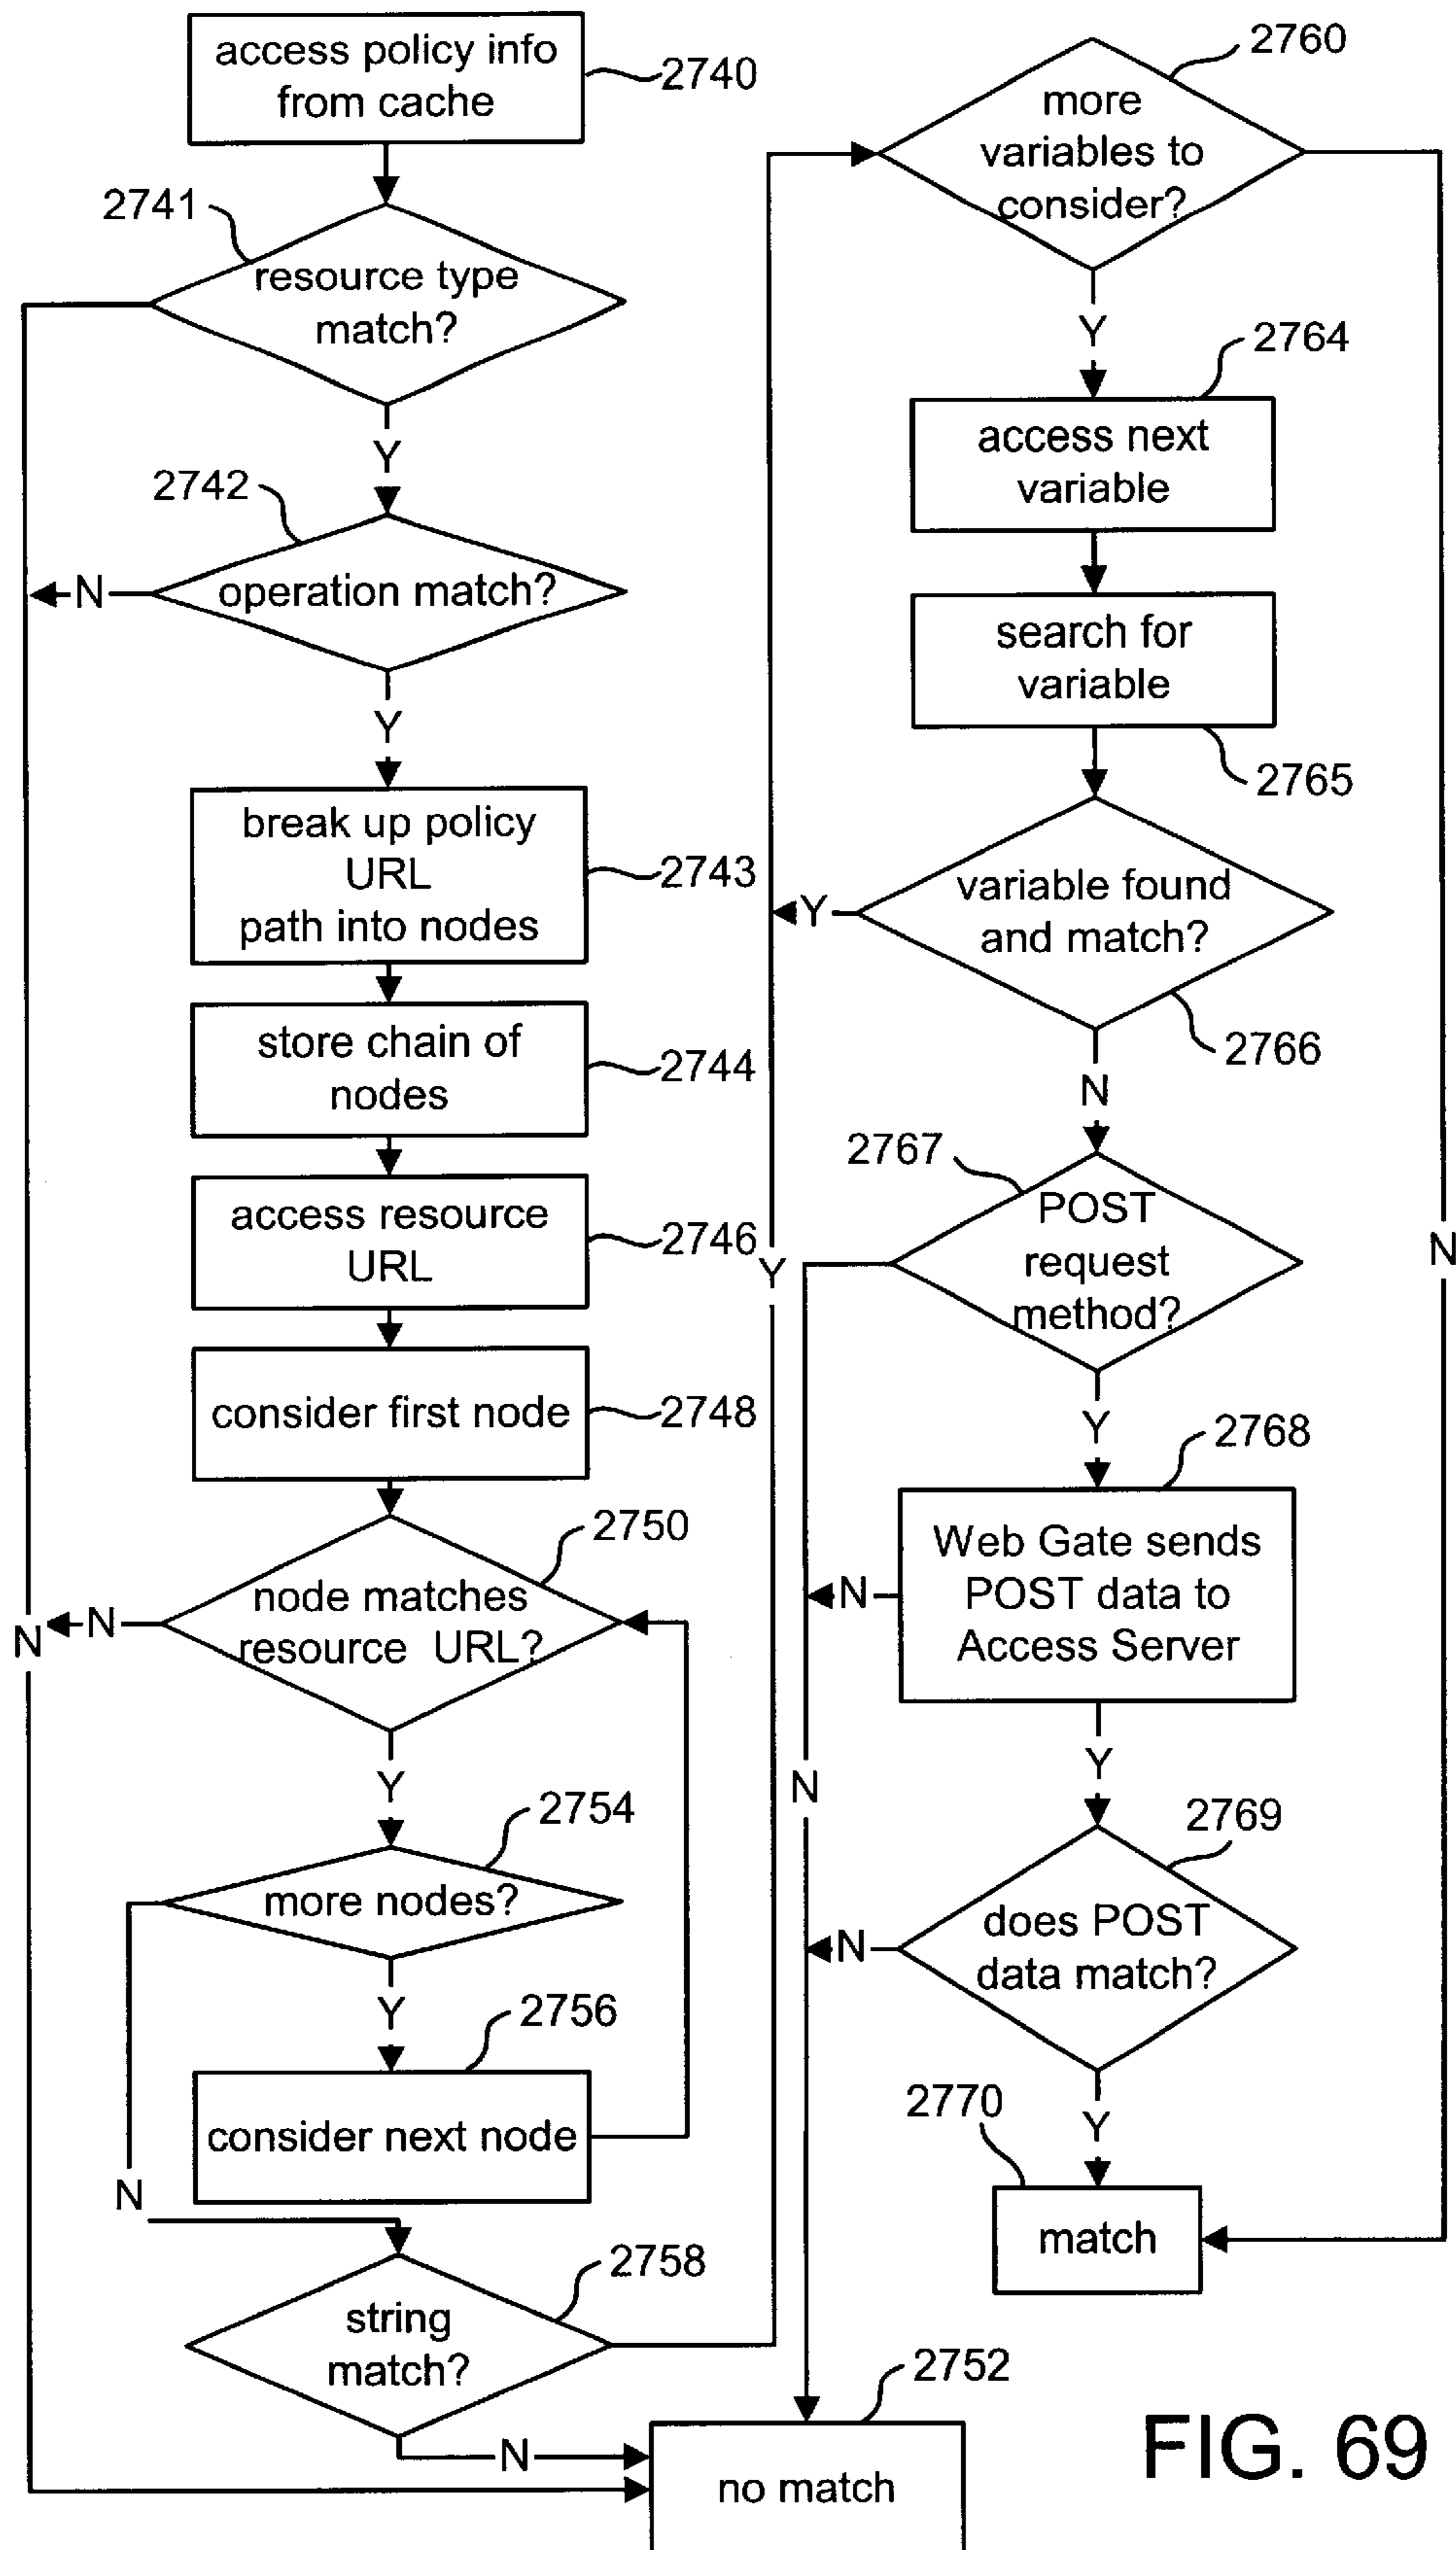 access policy info
from cache
2740
2741
resource type
match?
Y
2742
N
operation match?
Y
break up policy
URL
path into nodes
2743
store chain of
nodes
2744
access resource
URL
2746
consider first node
2748
2750
N
N
node matches
resource URL?
Y
2754
more nodes?
Y
2756
consider next node
N
2758
string
match?
N
2752
no match
2760
more
variables to
consider?
Y
2764
access next
variable
search for
variable
2765
Y
variable found
and match?
2766
N
2767
POST
request
method?
Y
N
Y
2768
Web Gate sends
POST data to
Access Server
N
Y
N
2769
does POST
data match?
N
Y
2770
match
FIG. 69